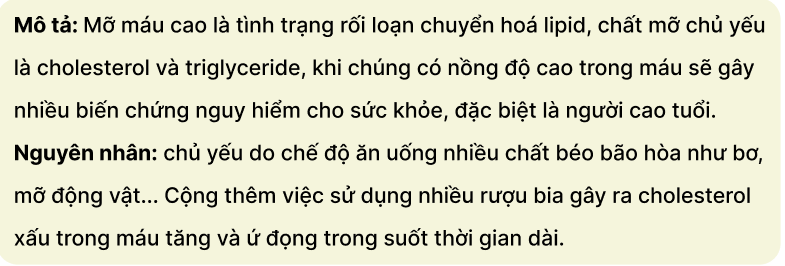 Mô tả: Mỡ máu cao là tình trạng rối loạn chuyển hoá lipid, chất mỡ chủ yếu
là cholesterol và triglyceride, khi chúng có nồng độ cao trong máu sẽ gây
nhiều biến chứng nguy hiểm cho sức khỏe, đặc biệt là người cao tuổi.
Nguyên nhân: chủ yếu do chế độ ăn uống nhiều chất béo bão hòa như bơ,
mỡ động vật... Cộng thêm việc sử dụng nhiều rượu bia gây ra cholesterol
xấu trong máu tăng và ứ đọng trong suốt thời gian dài.